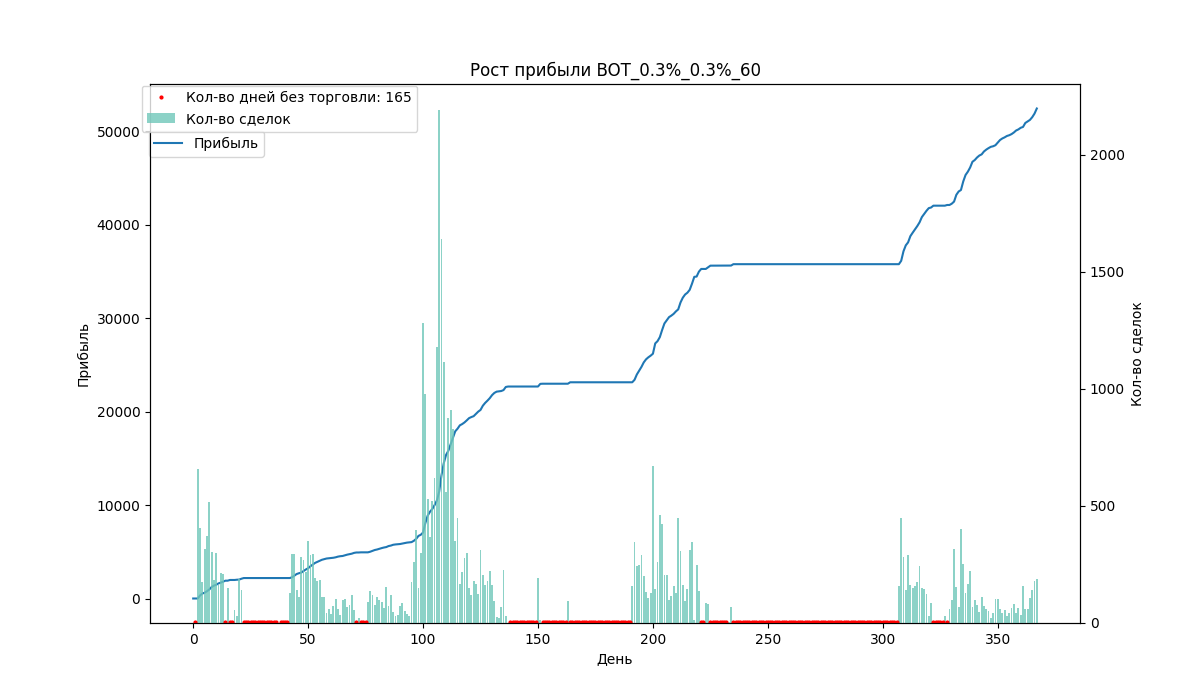 Рост прибыли BOT_0.3%_0.3%_60
Кол-во дней без торговли: 165
Кол-во сделок
Прибыль
50000
40000
30000
20000
10000
0
Прибыль
2000
1500
1000
500
0
Кол-во сделок
0
50
100
150
200
250
300
350
День